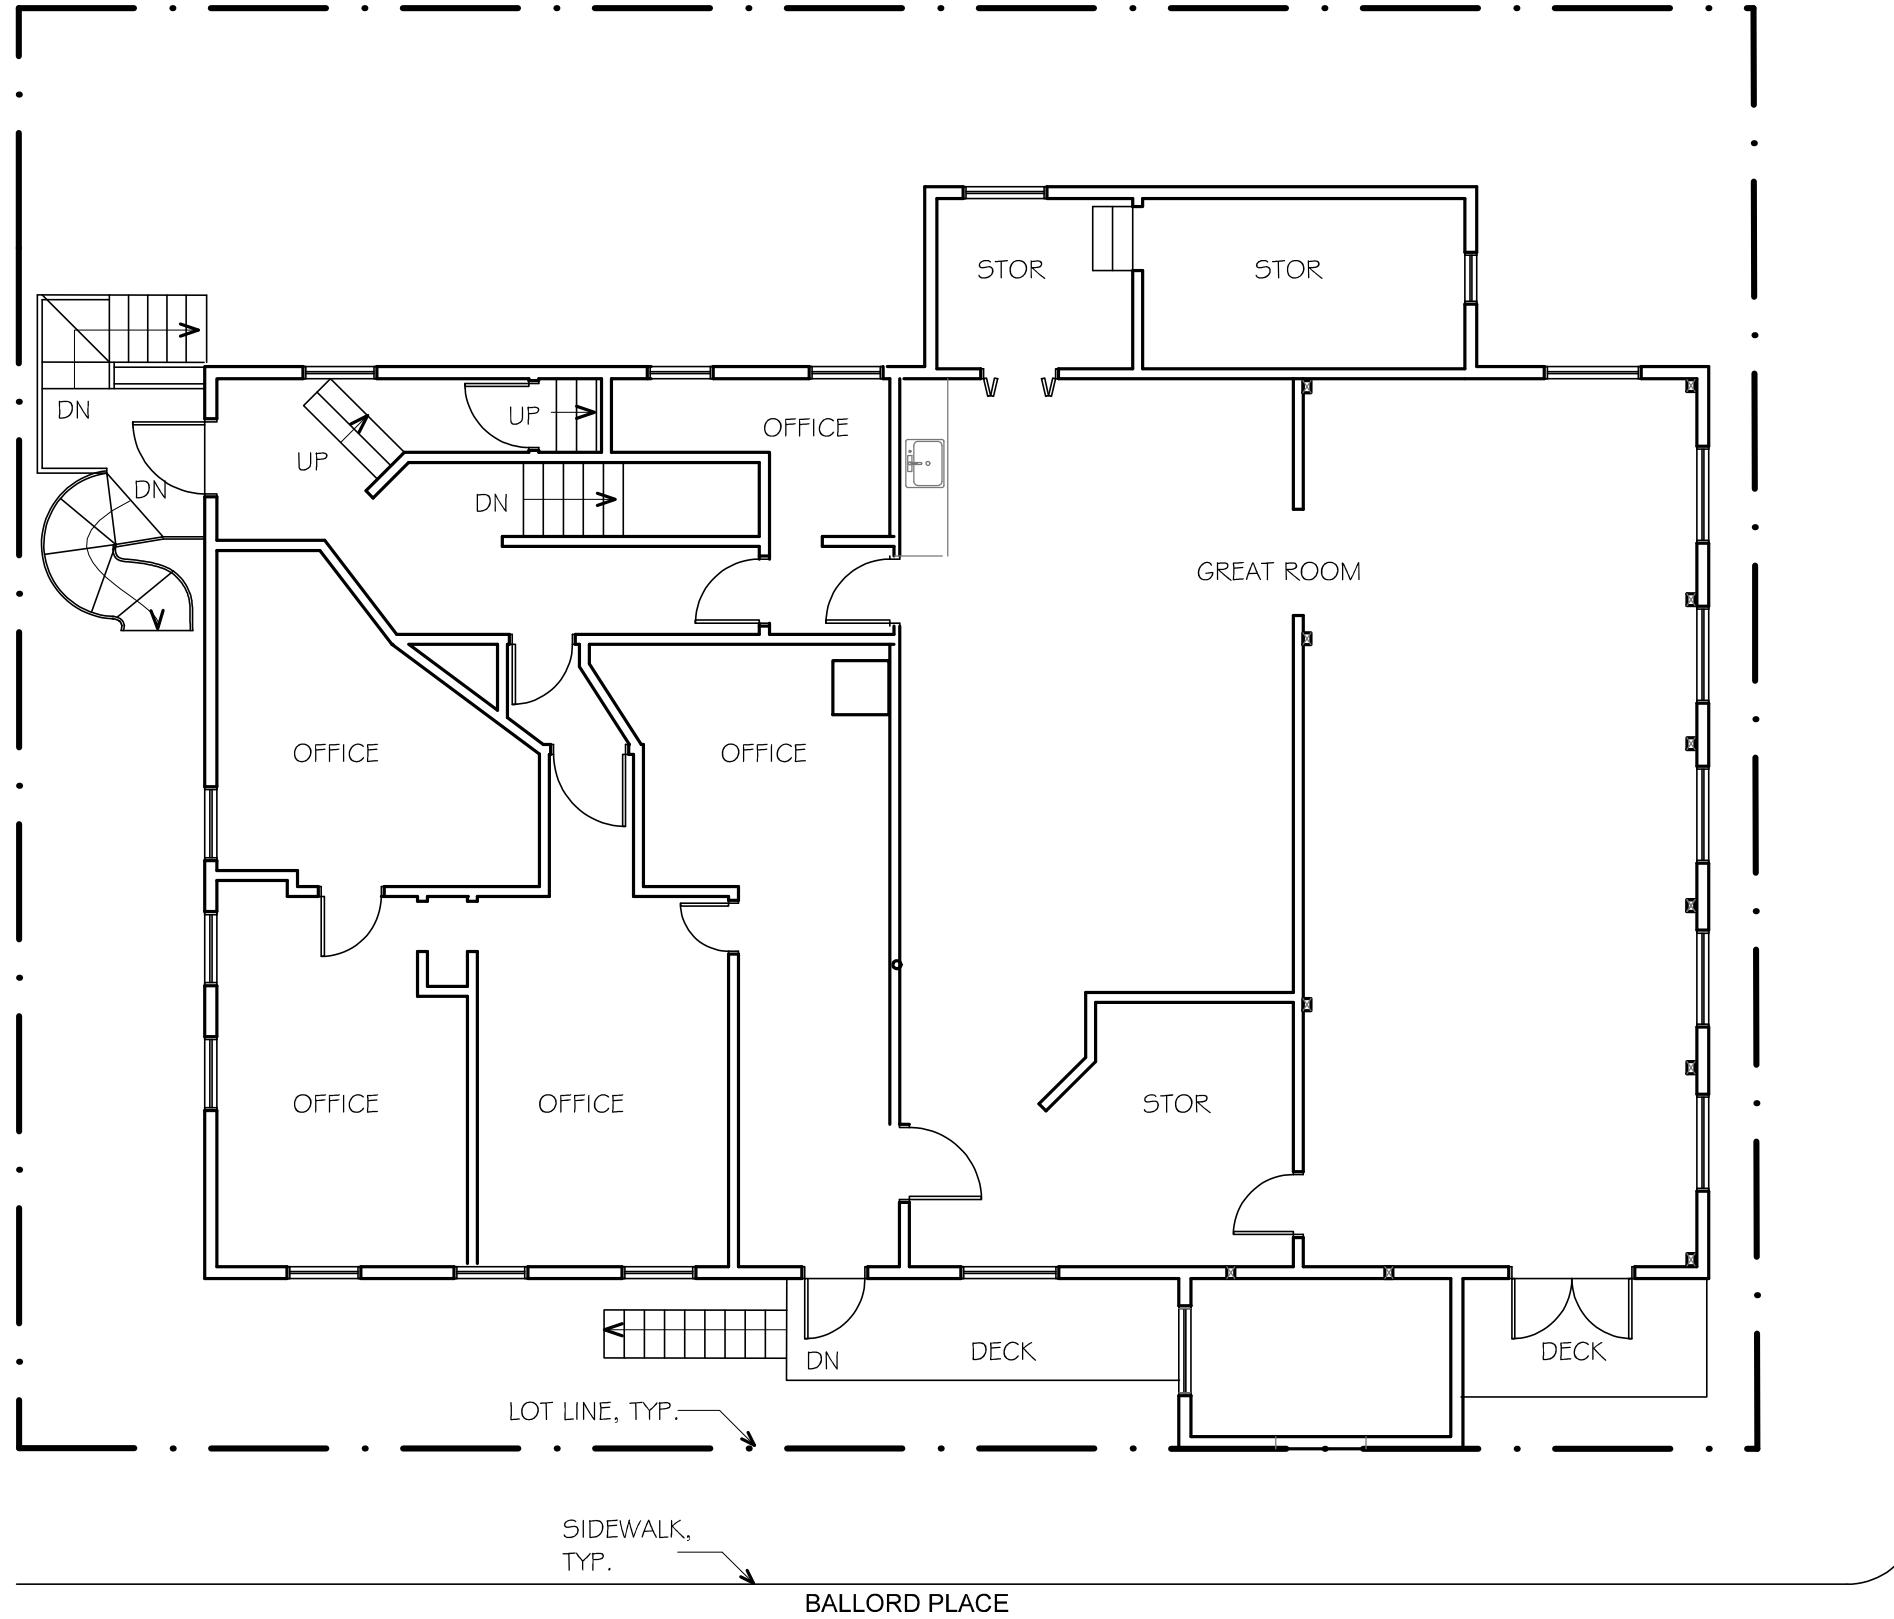 STOR
STOR
DN
UP
UP
OFFICE
DN
DN
GREAT ROOM
OFFICE
OFFICE
OFFICE
OFFICE
STOR
DN
DECK
DECK
LOT LINE, TYP.
SIDEWALK,
TYP.
BALLORD PLACE